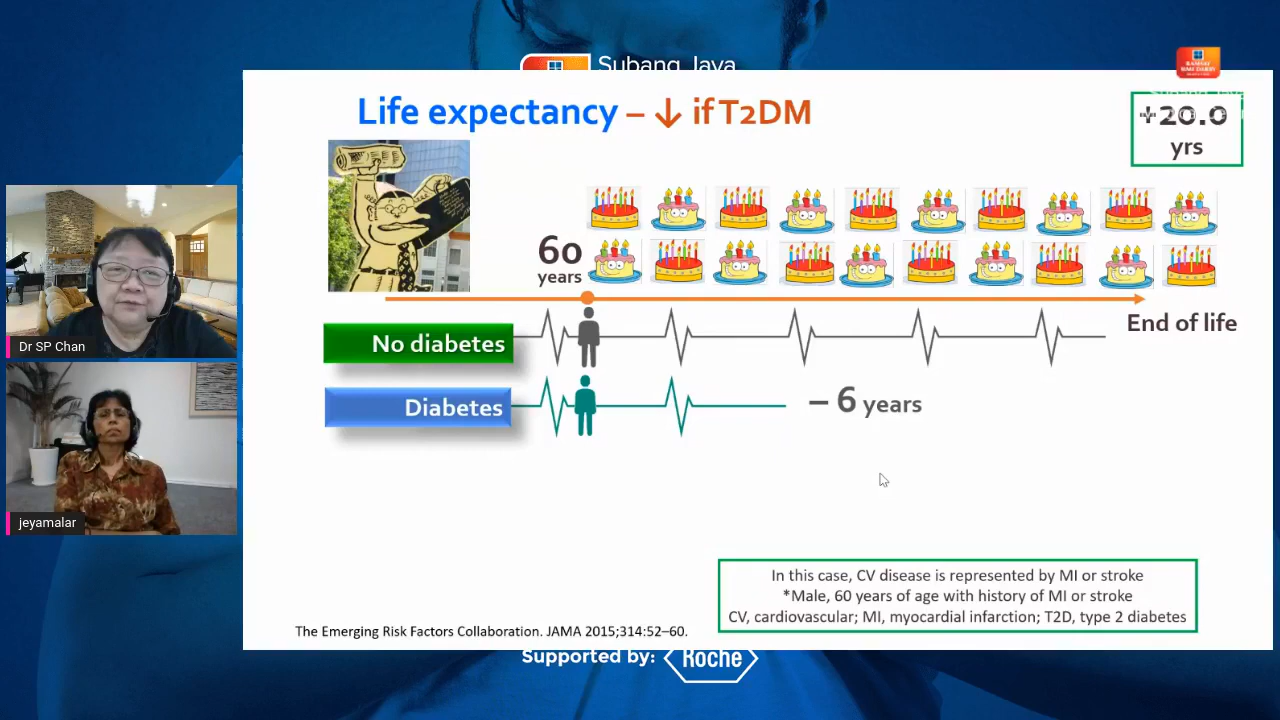 Subang Java
Life expectancy – ↓ if T2DM
+20.0
yrs
60
years
End of life
No diabetes
Diabetes
– 6 years
Dr SP Chan
jeyamalar
In this case, CV disease is represented by MI or stroke
*Male, 60 years of age with history of MI or stroke
CV, cardiovascular; MI, myocardial infarction; T2D, type 2 diabetes
The Emerging Risk Factors Collaboration. JAMA 2015;314:52–60.
Supported by: Roche